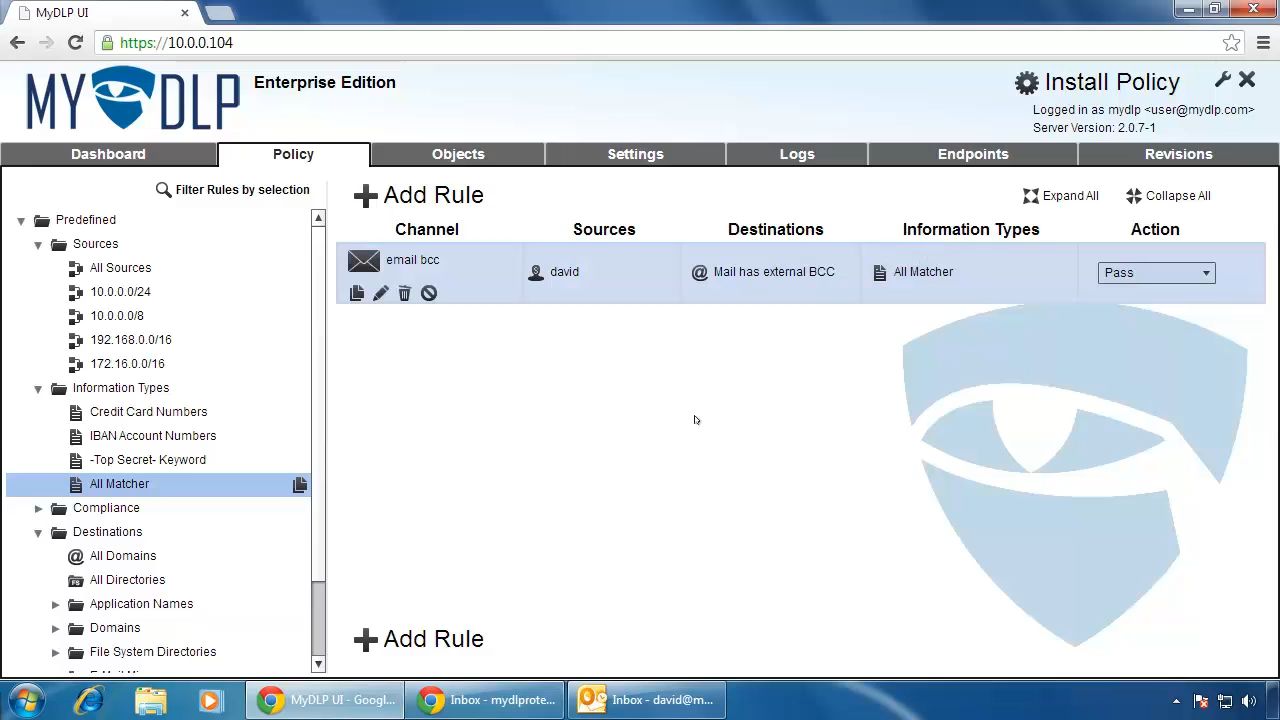 MyDLP UI
https://10.0.0.104
MY DLP
Enterprise Edition
Install Policy
Logged in as mydlp <user@mydlp.com>
Server Version: 2.0.7-1
Dashboard
Policy
Objects
Settings
Logs
Endpoints
Revisions
Filter Rules by selection
Predefined
Sources
All Sources
10.0.0.0/24
10.0.0.0/8
192.168.0.0/16
172.16.0.0/16
Information Types
Credit Card Numbers
IBAN Account Numbers
-Top Secret- Keyword
All Matcher
Compliance
Destinations
All Domains
All Directories
Application Names
Domains
File System Directories
Add Rule
Expand All
Collapse All
Channel
Sources
Destinations
Information Types
Action
email bcc
david
Mail has external BCC
All Matcher
Pass
Add Rule
MyDLP UI - Googl...
Inbox - mydlprote...
Inbox - david@m...